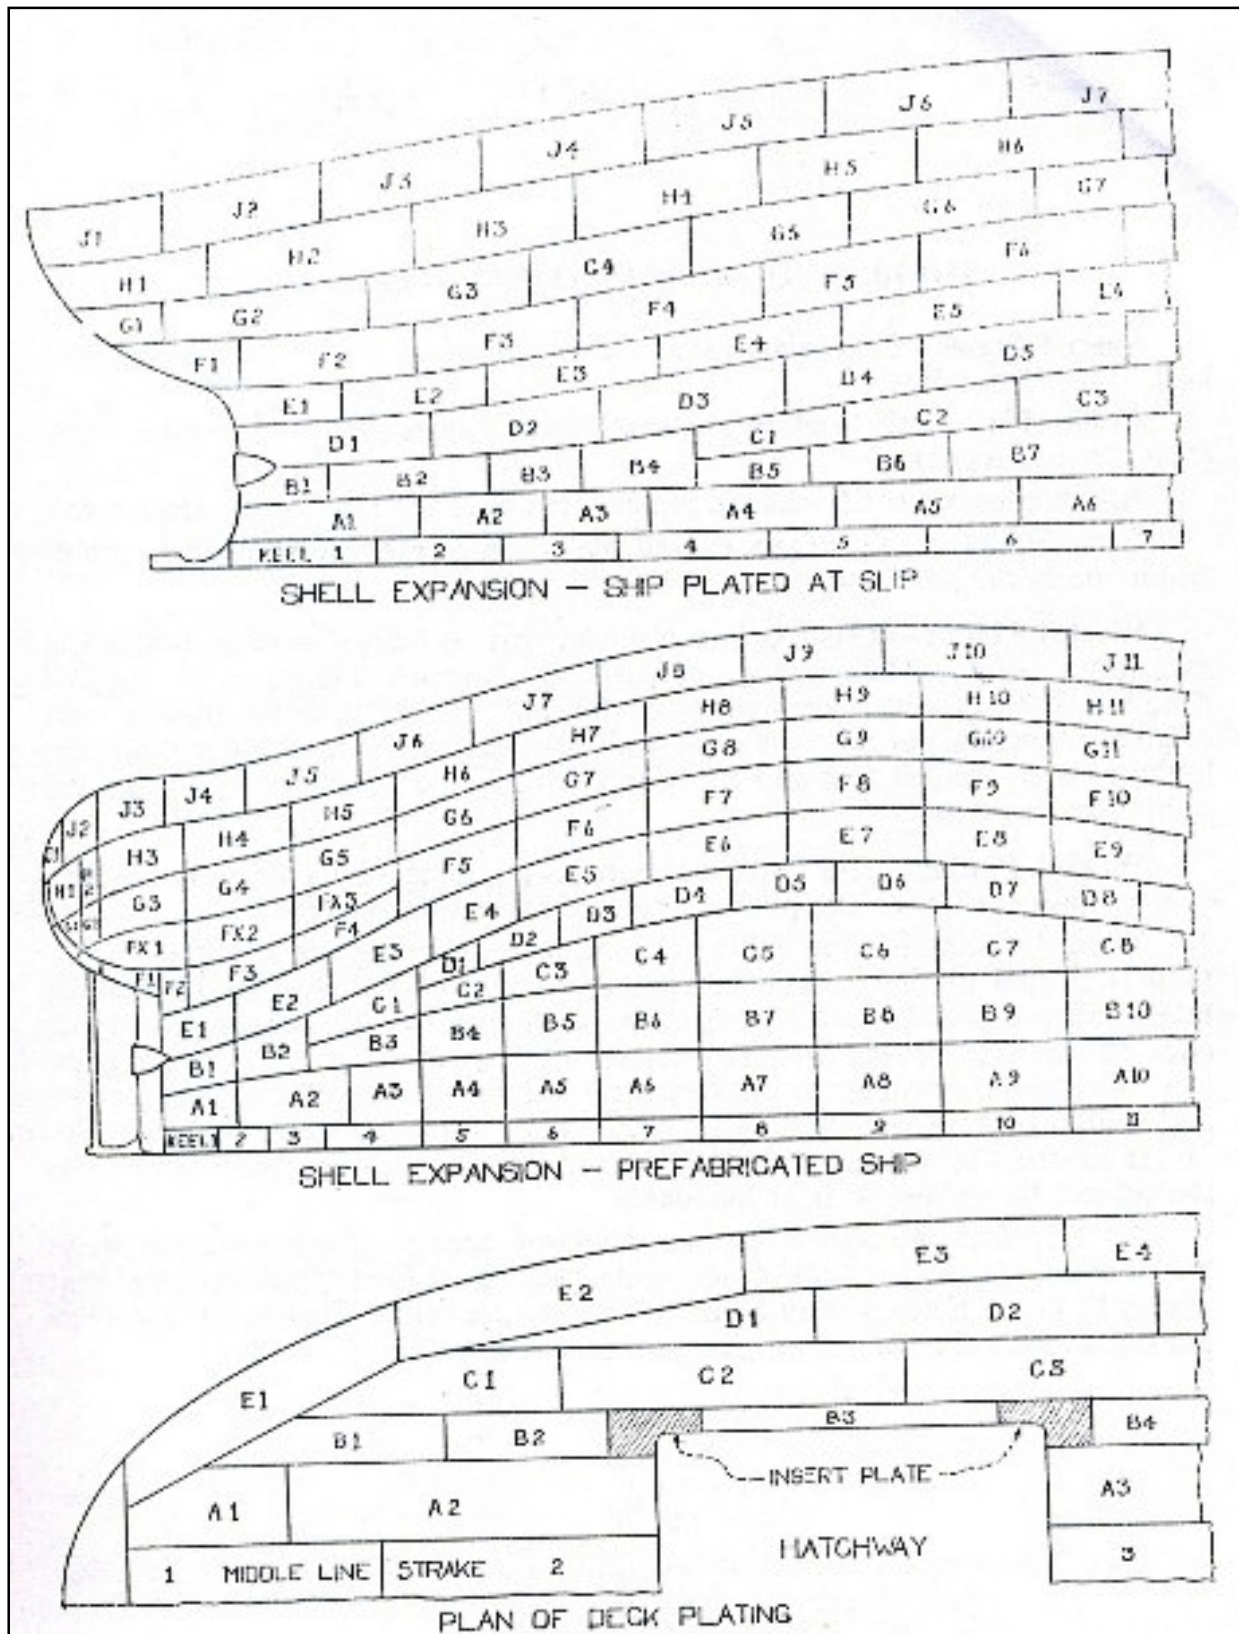 J7
J6
J5
J4
J3
J2
J1
H6
H5
H4
H3
H2
H1
G7
G6
G5
C4
G3
G2
G1
F6
F5
F4
F3
F2
F1
E4
E5
E4
E3
E2
E1
D5
D4
D3
D2
D1
C3
C2
C1
B7
B6
B5
B4
B3
B2
B1
A1 A2 A3 A4 A5 A6
KEEL 1 2 3 4 5 6 7
SHELL EXPANSION - SHIP PLATED AT SLIP
J2 J3 J4 J5 J6 J7 J8 J9 J10 J11
H1 H3 H4 H5 H6 H7 H8 H9 H10 H11
G3 G4 G5 G6 G7 G8 G9 G10 G11
FX1 FX2 FX3
F1 F2 F3 F4 F5 F6 F7 F8 F9 F10
E1 E2 E3 E4 E5 E6 E7 E8 E9
D1 D2 D3 D4 D5 D6 D7 D8
C1 C2 C3 C4 C5 C6 C7 C8
B1 B2 B3 B4 B5 B6 B7 B8 B9 B10
A1 A2 A3 A4 A5 A6 A7 A8 A9 A10
KEEL 1 2 3 4 5 6 7 8 9 10 11
SHELL EXPANSION - PREFABRICATED SHIP
E1 E2 E3 E4
D1 D2
C1 C2 C3
B1 B2 B3 B4
INSERT PLATE
A1 A2 A3
HATCHWAY
1 MIDDLE LINE STRAKE 2 3
PLAN OF DECK PLATING